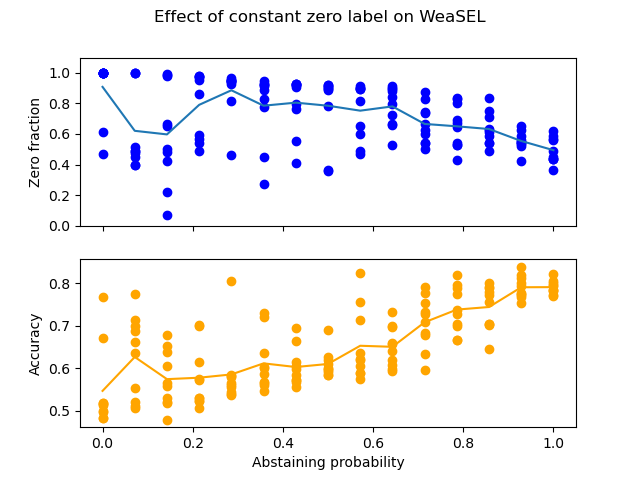 Effect of constant zero label on WeaSEL
1.0
0.8
0.6
0.4
0.2
0.0
Zero fraction
0.8
0.7
0.6
0.5
Accuracy
0.0 0.2 0.4 0.6 0.8 1.0
Abstaining probability